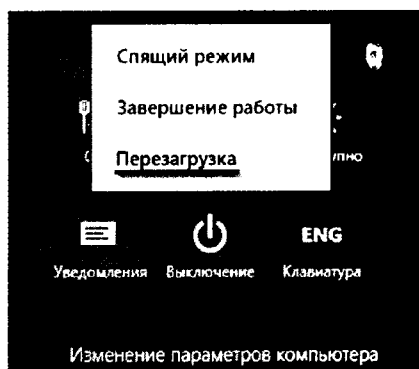 Спящий режим
Завершение работы
Перезагрузка
Уведомления Выключение Клавиатура
ENG
Изменение параметров компьютера